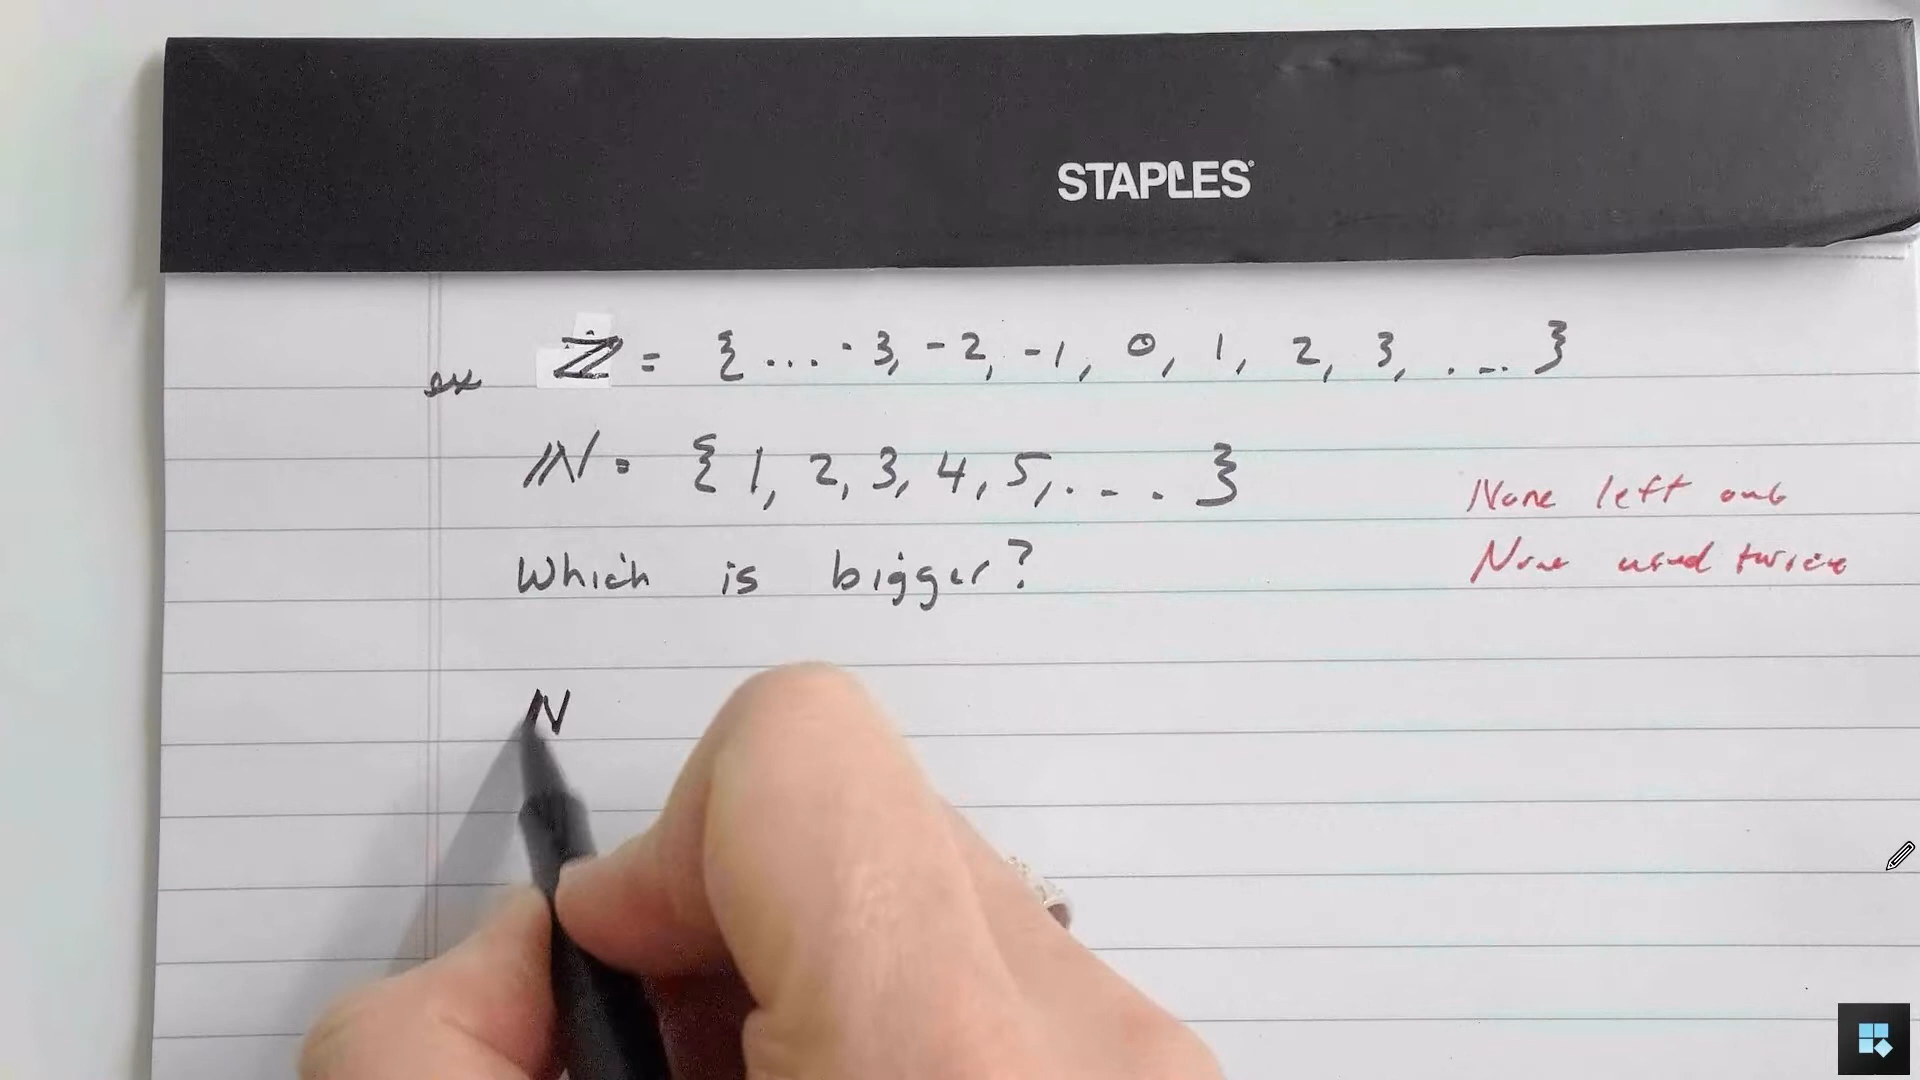 STAPLES
ex ℤ = { ... -3, -2, -1, 0, 1, 2, 3, ... }
ℕ = { 1, 2, 3, 4, 5, ... }
None left out
Which is bigger?
None used twice
N